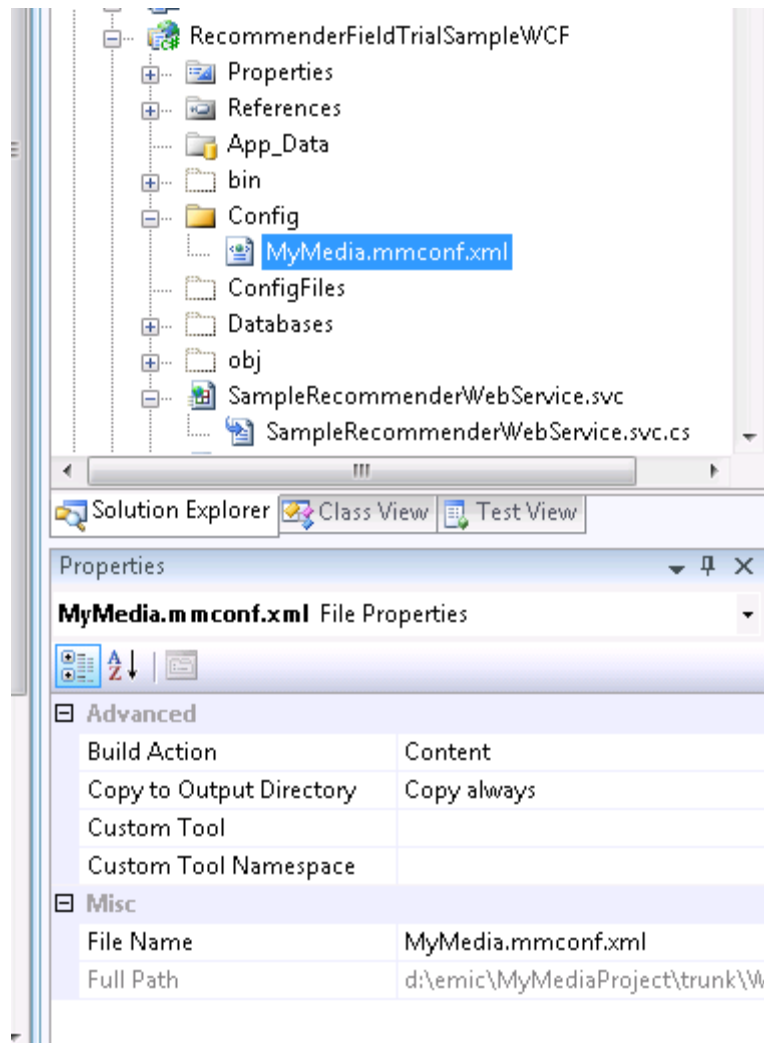 RecommenderFieldTrialSampleWCF
Properties
References
App_Data
bin
Config
MyMedia.mmconf.xml
ConfigFiles
Databases
obj
SampleRecommenderWebService.svc
SampleRecommenderWebService.svc.cs
Solution Explorer Class View Test View
Properties
MyMedia.mmconf.xml File Properties
Advanced
Build Action Content
Copy to Output Directory Copy always
Custom Tool
Custom Tool Namespace
Misc
File Name MyMedia.mmconf.xml
Full Path d:\emic\MyMediaProject\trunk\W